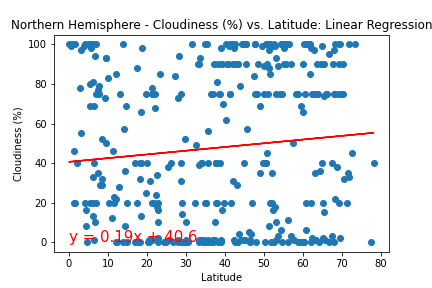 Northern Hemisphere - Cloudiness (%) vs. Latitude: Linear Regression
100
80
60
40
20
0
Cloudiness (%)
y = 0.19x + 40.6
0 10 20 30 40 50 60 70 80
Latitude